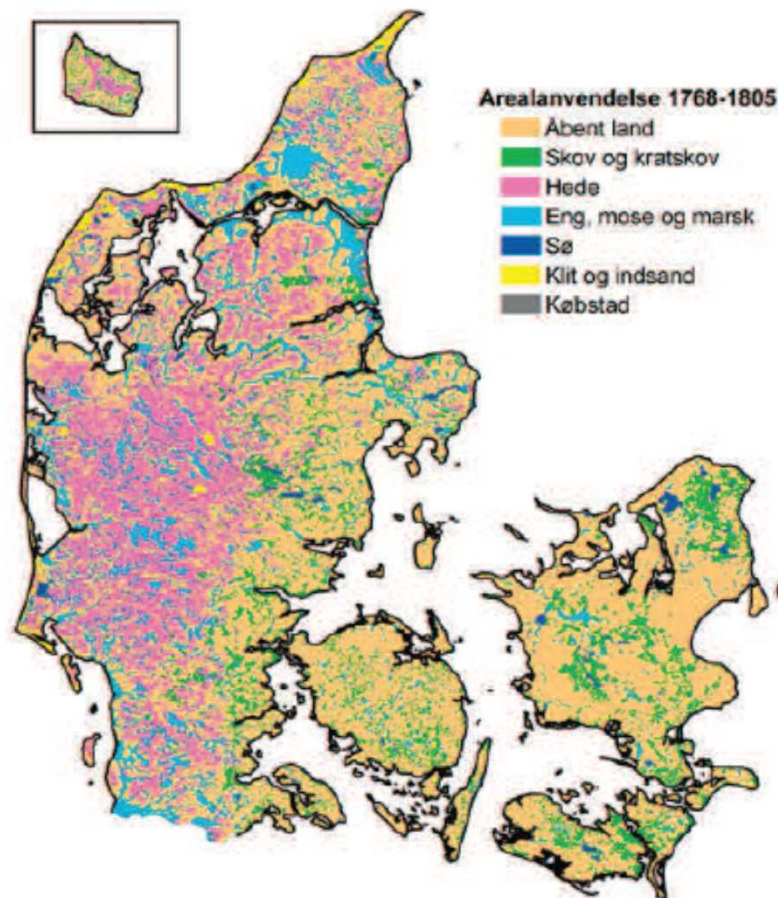 Arealanvendelse 1768-1805
Åbent land
Skov og kratskov
Hede
Eng, mose og marsk
Sø
Klit og indsand
Købstad